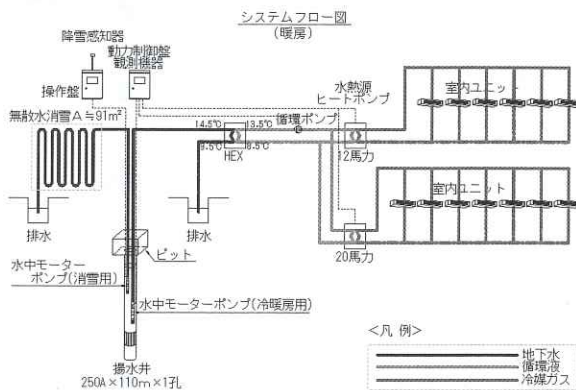 システムフロー図
(暖房)
降雪感知器
操作盤
動力制御盤
観測機器
無散水消雪A≒91m²
14.5℃
13.5℃
9.5℃
8.5℃
HEX
循環ポンプ
水熱源
ヒートポンプ
12馬力
室内ユニット
室内ユニット
20馬力
排水
排水
ピット
水中モーター
ポンプ(消雪用)
水中モーターポンプ(冷暖房用)
揚水井
250A×110m×1孔
<凡 例>
地下水
循環液
冷媒ガス